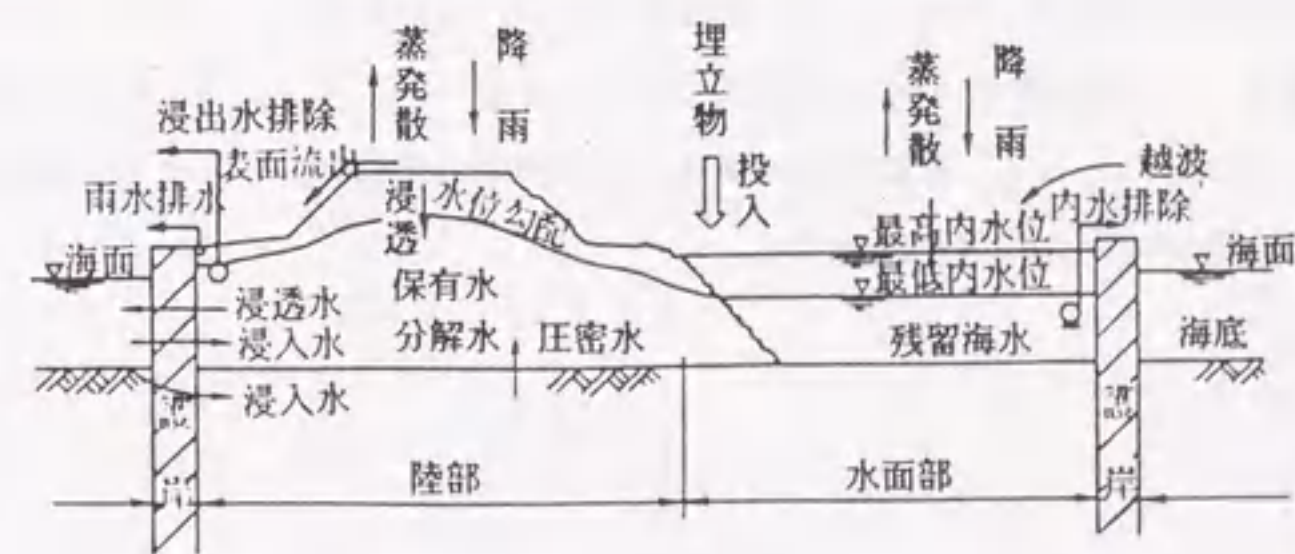 蒸発散
降雨
埋立物
投入
蒸発散
降雨
浸出水排除
表面流出
雨水排水
浸透
水位勾配
越波
内水排除
最高内水位
最低内水位
海面
海面
浸透水
浸入水
浸入水
保有水
分解水
圧密水
残留海水
海底
護岸
護岸
陸部
水面部